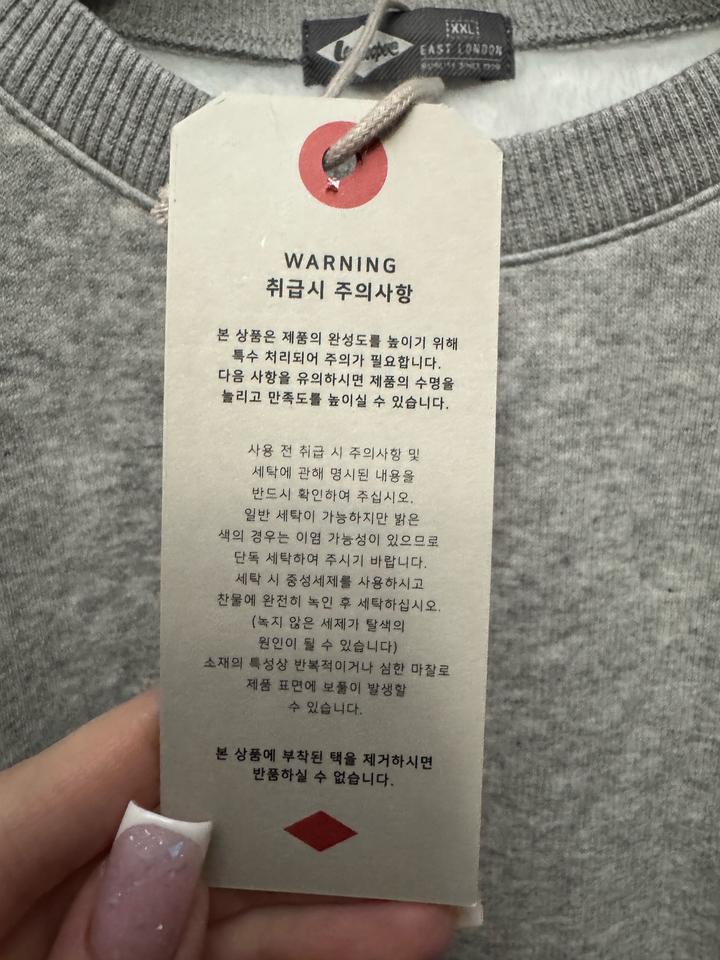 XXL
Lee Cooper
EAST LONDON
QUALITY SINCE 1908
WARNING
취급시 주의사항
본 상품은 제품의 완성도를 높이기 위해
특수 처리되어 주의가 필요합니다.
다음 사항을 유의하시면 제품의 수명을
늘리고 만족도를 높이실 수 있습니다.
사용 전 취급 시 주의사항 및
세탁에 관해 명시된 내용을
반드시 확인하여 주십시오.
일반 세탁이 가능하지만 밝은
색의 경우는 이염 가능성이 있으므로
단독 세탁하여 주시기 바랍니다.
세탁 시 중성세제를 사용하시고
찬물에 완전히 녹인 후 세탁하십시오.
(녹지 않은 세제가 탈색의
원인이 될 수 있습니다)
소재의 특성상 반복적이거나 심한 마찰로
제품 표면에 보풀이 발생할
수 있습니다.
본 상품에 부착된 택을 제거하시면
반품하실 수 없습니다.